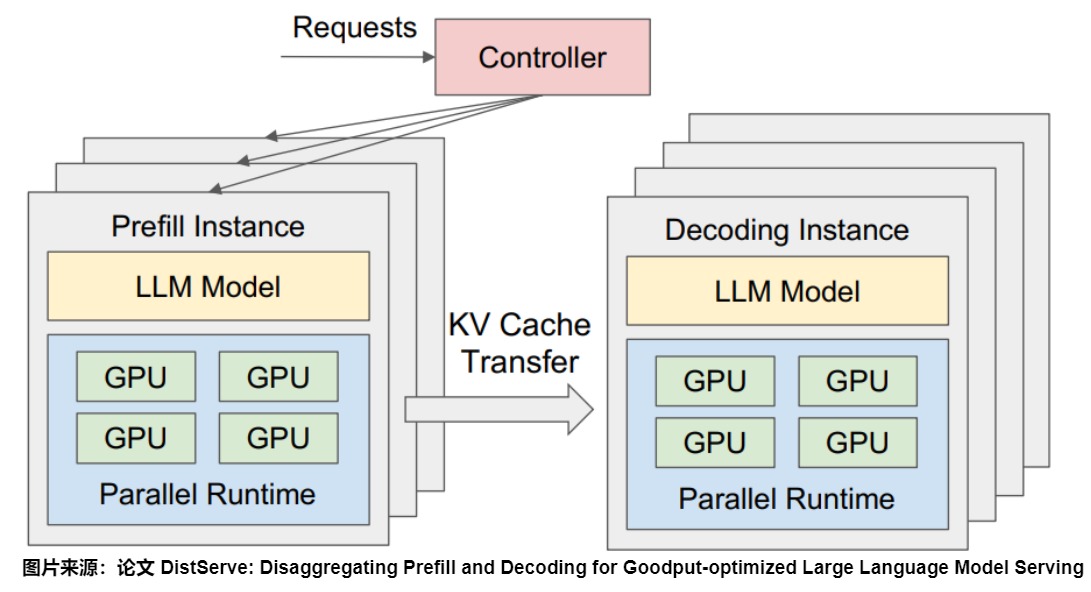 Requests
Controller
Prefill Instance
LLM Model
GPU GPU
GPU GPU
Parallel Runtime
KV Cache
Transfer
Decoding Instance
LLM Model
GPU GPU
GPU GPU
Parallel Runtime
图片来源：论文 DistServe: Disaggregating Prefill and Decoding for Goodput-optimized Large Language Model Serving